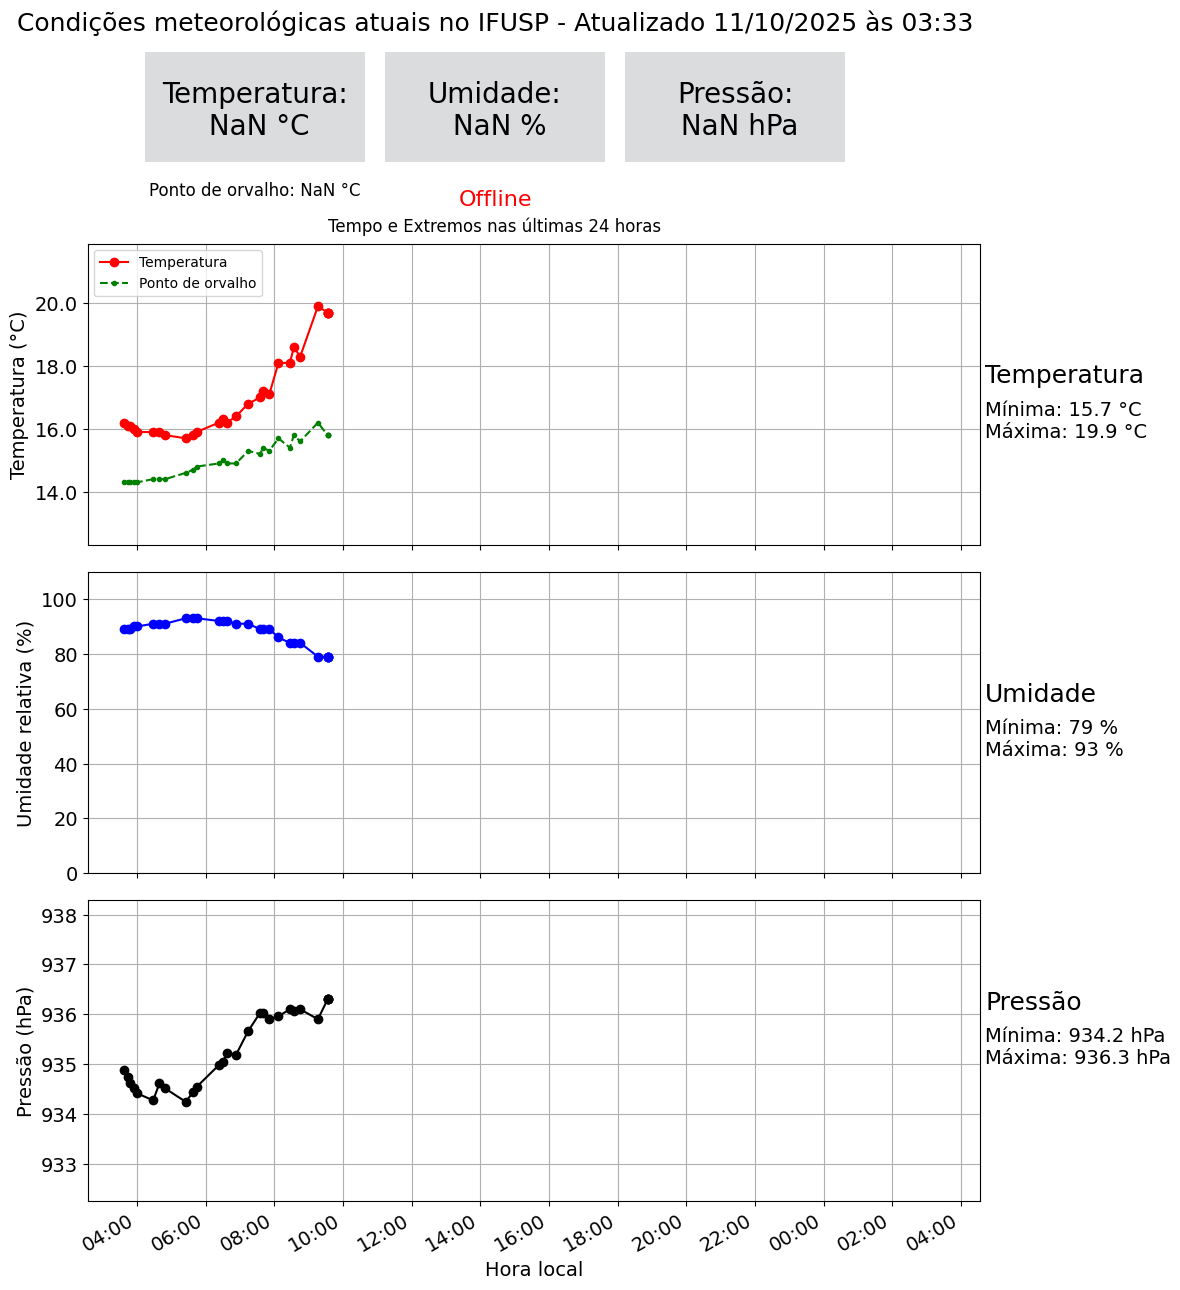 Condições meteorológicas atuais no IFUSP - Atualizado 11/10/2025 às 03:33
Temperatura:
NaN °C
Umidade:
NaN %
Pressão:
NaN hPa
Ponto de orvalho: NaN °C
Offline
Tempo e Extremos nas últimas 24 horas
Temperatura
Ponto de orvalho
Temperatura (°C)
20.0
18.0
16.0
14.0
Temperatura
Mínima: 15.7 °C
Máxima: 19.9 °C
Umidade relativa (%)
100
80
60
40
20
0
Umidade
Mínima: 79 %
Máxima: 93 %
Pressão (hPa)
938
937
936
935
934
933
Pressão
Mínima: 934.2 hPa
Máxima: 936.3 hPa
04:00 06:00 08:00 10:00 12:00 14:00 16:00 18:00 20:00 22:00 00:00 02:00 04:00
Hora local